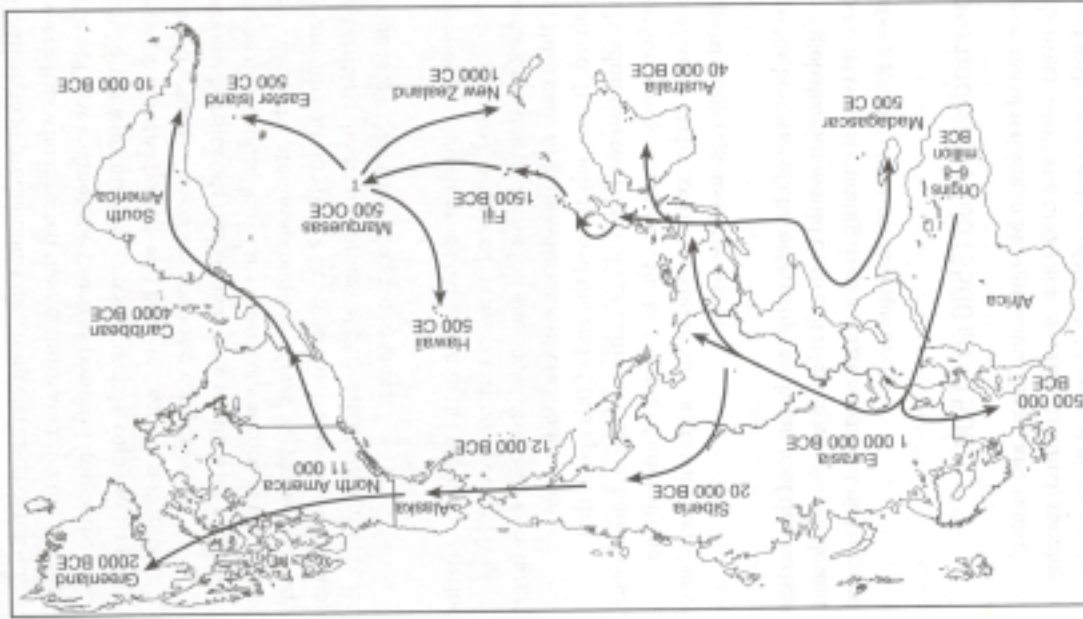 Greenland
2000 BCE
Siberia
20 000 BCE
Alaska
North America
11 000
Eurasia
1 000 000 BCE
12,000 BCE
500 000
BCE
Africa
Hawaii
500 CE
Caribbean
4000 BCE
Origins [
6-8
million
BCE
Fiji
1500 BCE
Marquesas
500 OCE
South
America
Madagascar
500 CE
Australia
40 000 BCE
New Zealand
1000 CE
Easter Island
500 CE
10 000 BCE